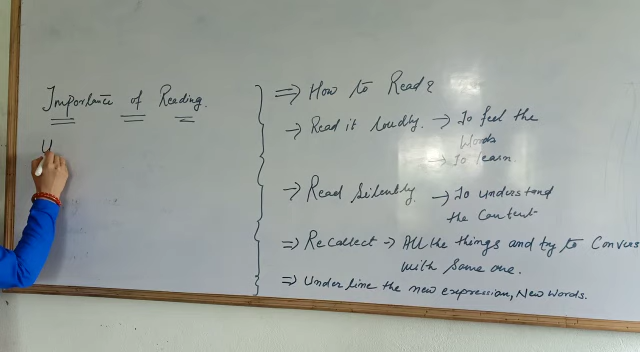 Importance of Reading.
⇒ How to Read?
→ Read it loudly. → To feel the
Words
→ To learn.
→ Read Silently. → To understand
the Content
⇒ Recollect → All the things and try to Convers
with Some one.
⇒ Underline the new expression, New Words.